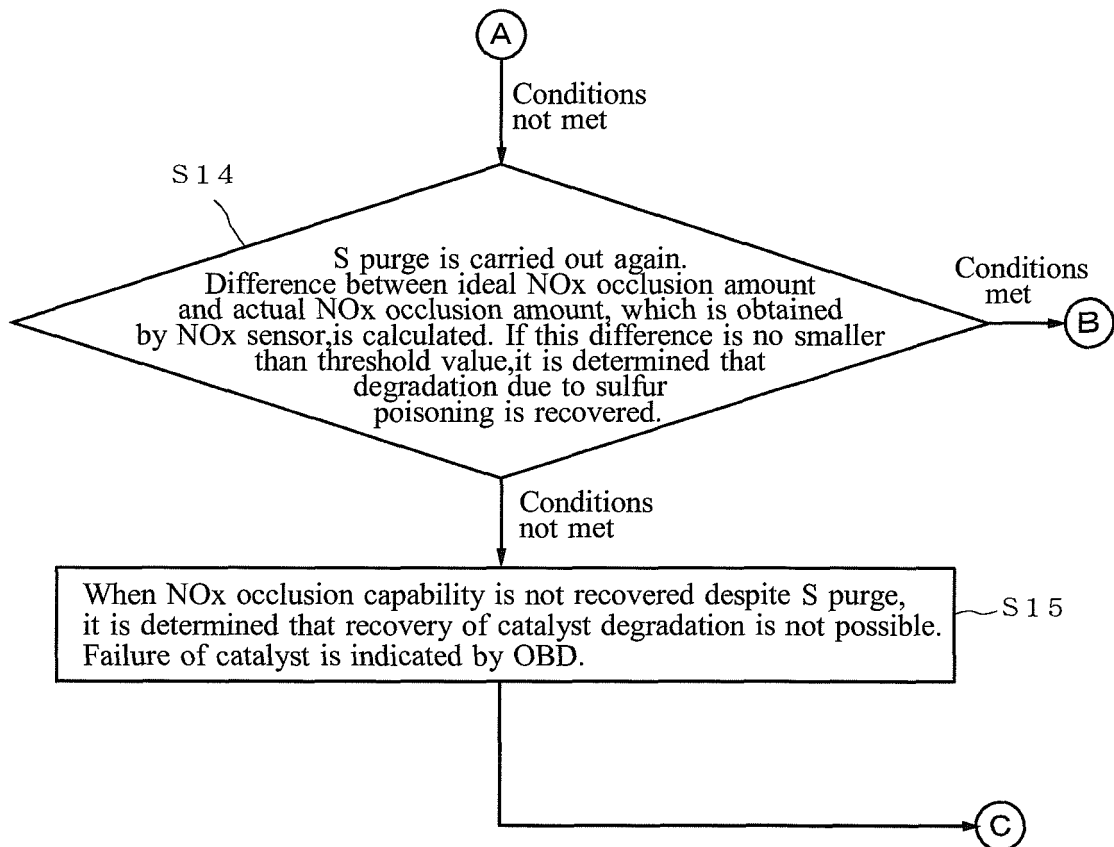 A
Conditions
not met
S14
S purge is carried out again.
Difference between ideal NOx occlusion amount
and actual NOx occlusion amount, which is obtained
by NOx sensor,is calculated. If this difference is no smaller
than threshold value,it is determined that
degradation due to sulfur
poisoning is recovered.
Conditions
met
B
Conditions
not met
When NOx occlusion capability is not recovered despite S purge,
it is determined that recovery of catalyst degradation is not possible.
Failure of catalyst is indicated by OBD.
S15
C